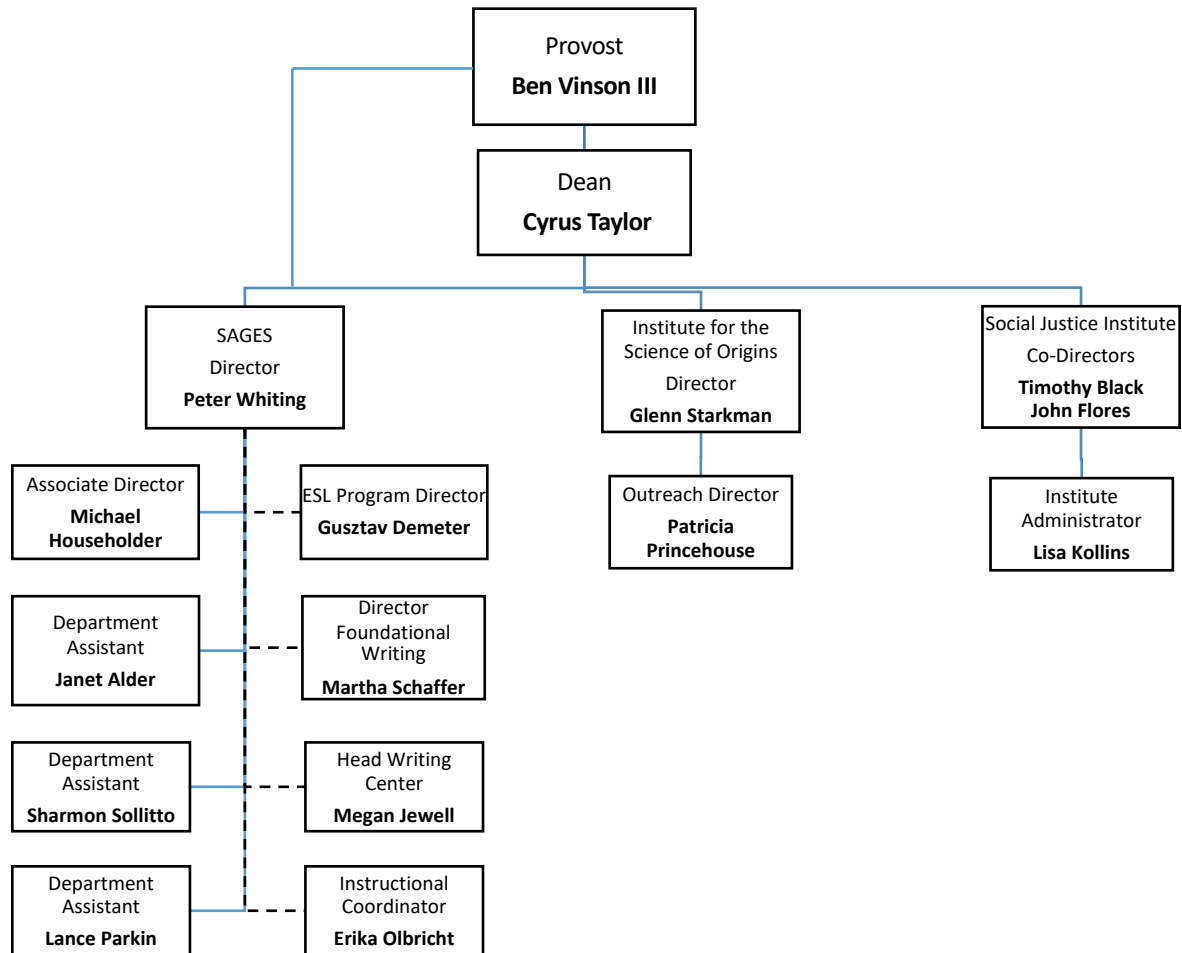 Provost
Ben Vinson III
Dean
Cyrus Taylor
SAGES
Director
Peter Whiting
Institute for the
Science of Origins
Director
Glenn Starkman
Social Justice Institute
Co-Directors
Timothy Black
John Flores
Associate Director
Michael
Householder
ESL Program Director
Gusztav Demeter
Outreach Director
Patricia
Princehouse
Institute
Administrator
Lisa Kollins
Department
Assistant
Janet Alder
Director
Foundational
Writing
Martha Schaffer
Department
Assistant
Sharmon Sollitto
Head Writing
Center
Megan Jewell
Department
Assistant
Lance Parkin
Instructional
Coordinator
Erika Olbricht